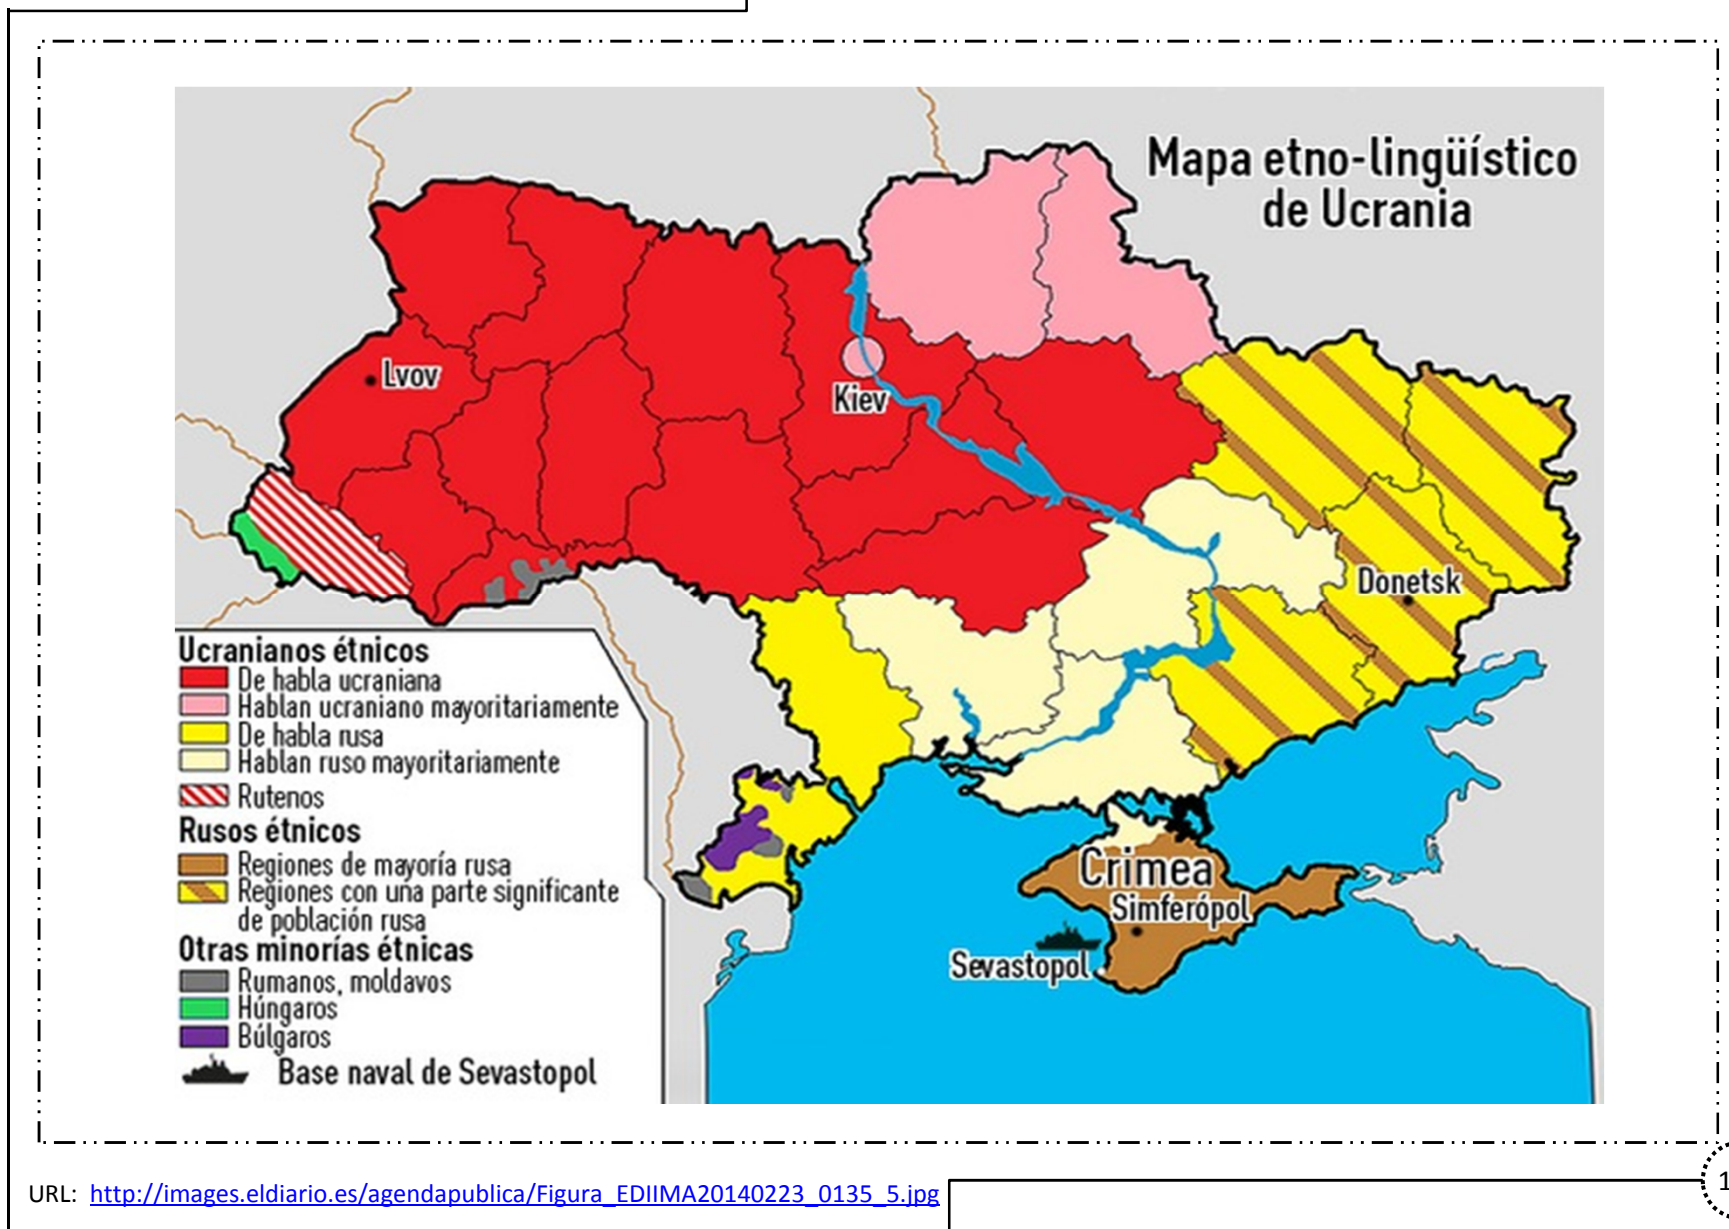 Mapa etno-lingüístico
de Ucrania
Lvov
Kiev
Donetsk
Ucranianos étnicos
De habla ucraniana
Hablan ucraniano mayoritariamente
De habla rusa
Hablan ruso mayoritariamente
Rutenos
Rusos étnicos
Regiones de mayoría rusa
Regiones con una parte significante
de población rusa
Otras minorías étnicas
Rumanos, moldavos
Húngaros
Búlgaros
Base naval de Sevastopol
Crimea
Simferópol
Sevastopol
URL: http://images.eldiario.es/agendapublica/Figura_EDIIMA20140223_0135_5.jpg
1